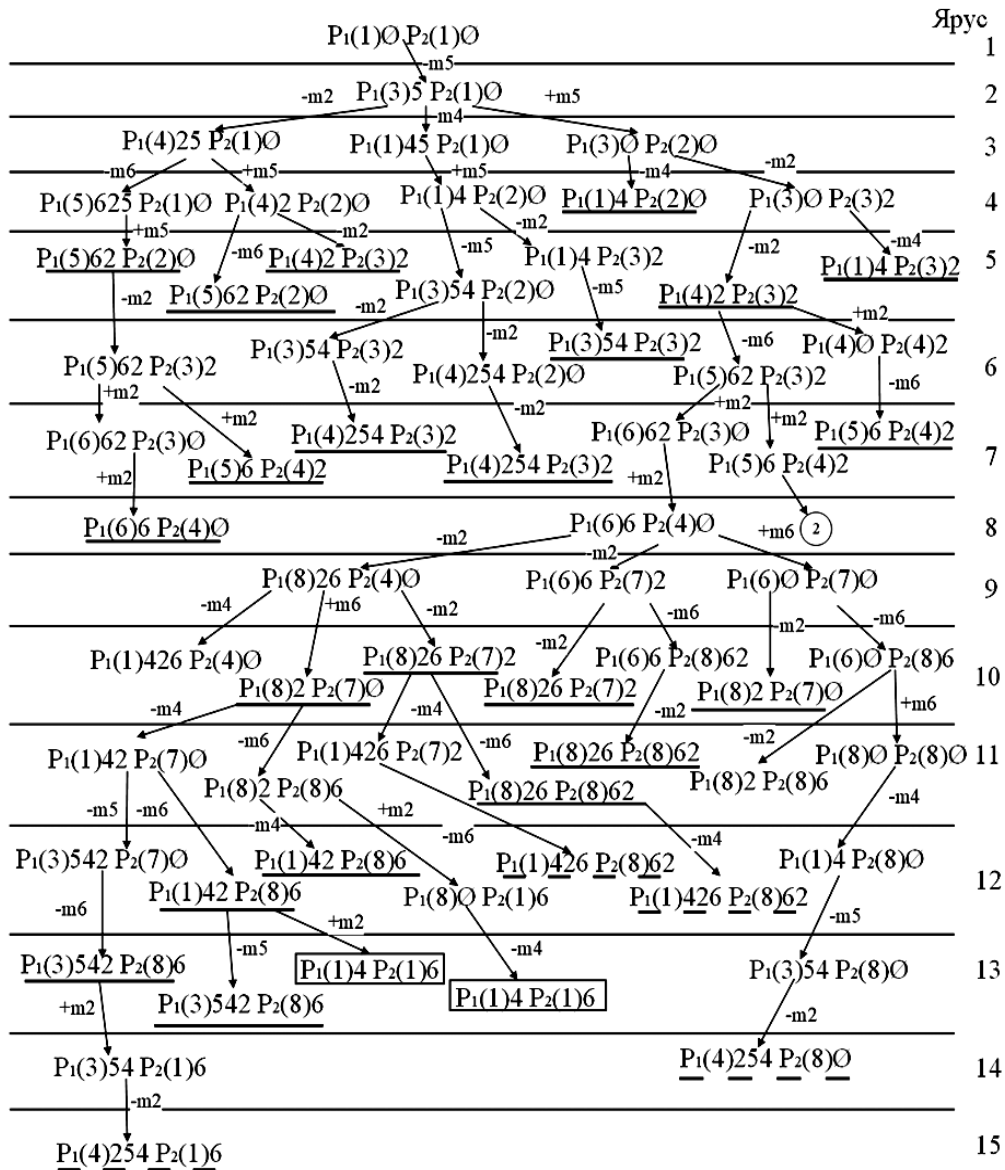 Ярус
P₁(1)Ø P₂(1)Ø 1
-m5
-m2 P₁(3)5 P₂(1)Ø +m5 2
-m4
P₁(4)25 P₂(1)Ø P₁(1)45 P₂(1)Ø P₁(3)Ø P₂(2)Ø 3
-m6 +m5 +m5 -m4 -m2
P₁(5)625 P₂(1)Ø P₁(4)2 P₂(2)Ø P₁(1)4 P₂(2)Ø P₁(1)4 P₂(2)Ø P₁(3)Ø P₂(3)2 4
+m5 -m2 -m2
P₁(5)62 P₂(2)Ø -m6 P₁(4)2 P₂(3)2 -m5 P₁(1)4 P₂(3)2 -m2 -m4 P₁(1)4 P₂(3)2 5
-m2 P₁(5)62 P₂(2)Ø -m2 P₁(3)54 P₂(2)Ø -m5 P₁(4)2 P₂(3)2 +m2
-m2 -m6
P₁(3)54 P₂(3)2 P₁(3)54 P₂(3)2 P₁(4)Ø P₂(4)2
P₁(5)62 P₂(3)2 -m2 P₁(4)254 P₂(2)Ø P₁(5)62 P₂(3)2 -m6 6
+m2 +m2 -m2 +m2 +m2
P₁(6)62 P₂(3)Ø P₁(4)254 P₂(3)2 P₁(6)62 P₂(3)Ø P₁(5)6 P₂(4)2
+m2 P₁(5)6 P₂(4)2 P₁(4)254 P₂(3)2 +m2 P₁(5)6 P₂(4)2 7
P₁(6)6 P₂(4)Ø P₁(6)6 P₂(4)Ø +m6 2 8
-m2 -m2
P₁(8)26 P₂(4)Ø P₁(6)6 P₂(7)2 P₁(6)Ø P₂(7)Ø 9
-m4 +m6 -m2 -m6 -m2 -m6
-m2
P₁(1)426 P₂(4)Ø P₁(8)26 P₂(7)2 P₁(6)6 P₂(8)62 P₁(6)Ø P₂(8)6
P₁(8)2 P₂(7)Ø P₁(8)26 P₂(7)2 P₁(8)2 P₂(7)Ø 10
-m4 -m4 -m2 +m6
-m6 -m6 -m2
P₁(1)42 P₂(7)Ø P₁(1)426 P₂(7)2 P₁(8)26 P₂(8)62 P₁(8)Ø P₂(8)Ø 11
P₁(8)2 P₂(8)6 P₁(8)26 P₂(8)62 P₁(8)2 P₂(8)6
-m5 -m6 +m2 -m4
-m4 -m6 -m4
P₁(3)542 P₂(7)Ø P₁(1)42 P₂(8)6 P₁(1)426 P₂(8)62 P₁(1)4 P₂(8)Ø
P₁(1)42 P₂(8)6 P₁(8)Ø P₂(1)6 P₁(1)426 P₂(8)62 12
-m6 +m2 -m5
-m5 -m4
P₁(3)542 P₂(8)6 P₁(1)4 P₂(1)6 P₁(3)54 P₂(8)Ø 13
+m2 P₁(3)542 P₂(8)6 P₁(1)4 P₂(1)6
-m2
P₁(3)54 P₂(1)6 P₁(4)254 P₂(8)Ø 14
-m2
P₁(4)254 P₂(1)6 15